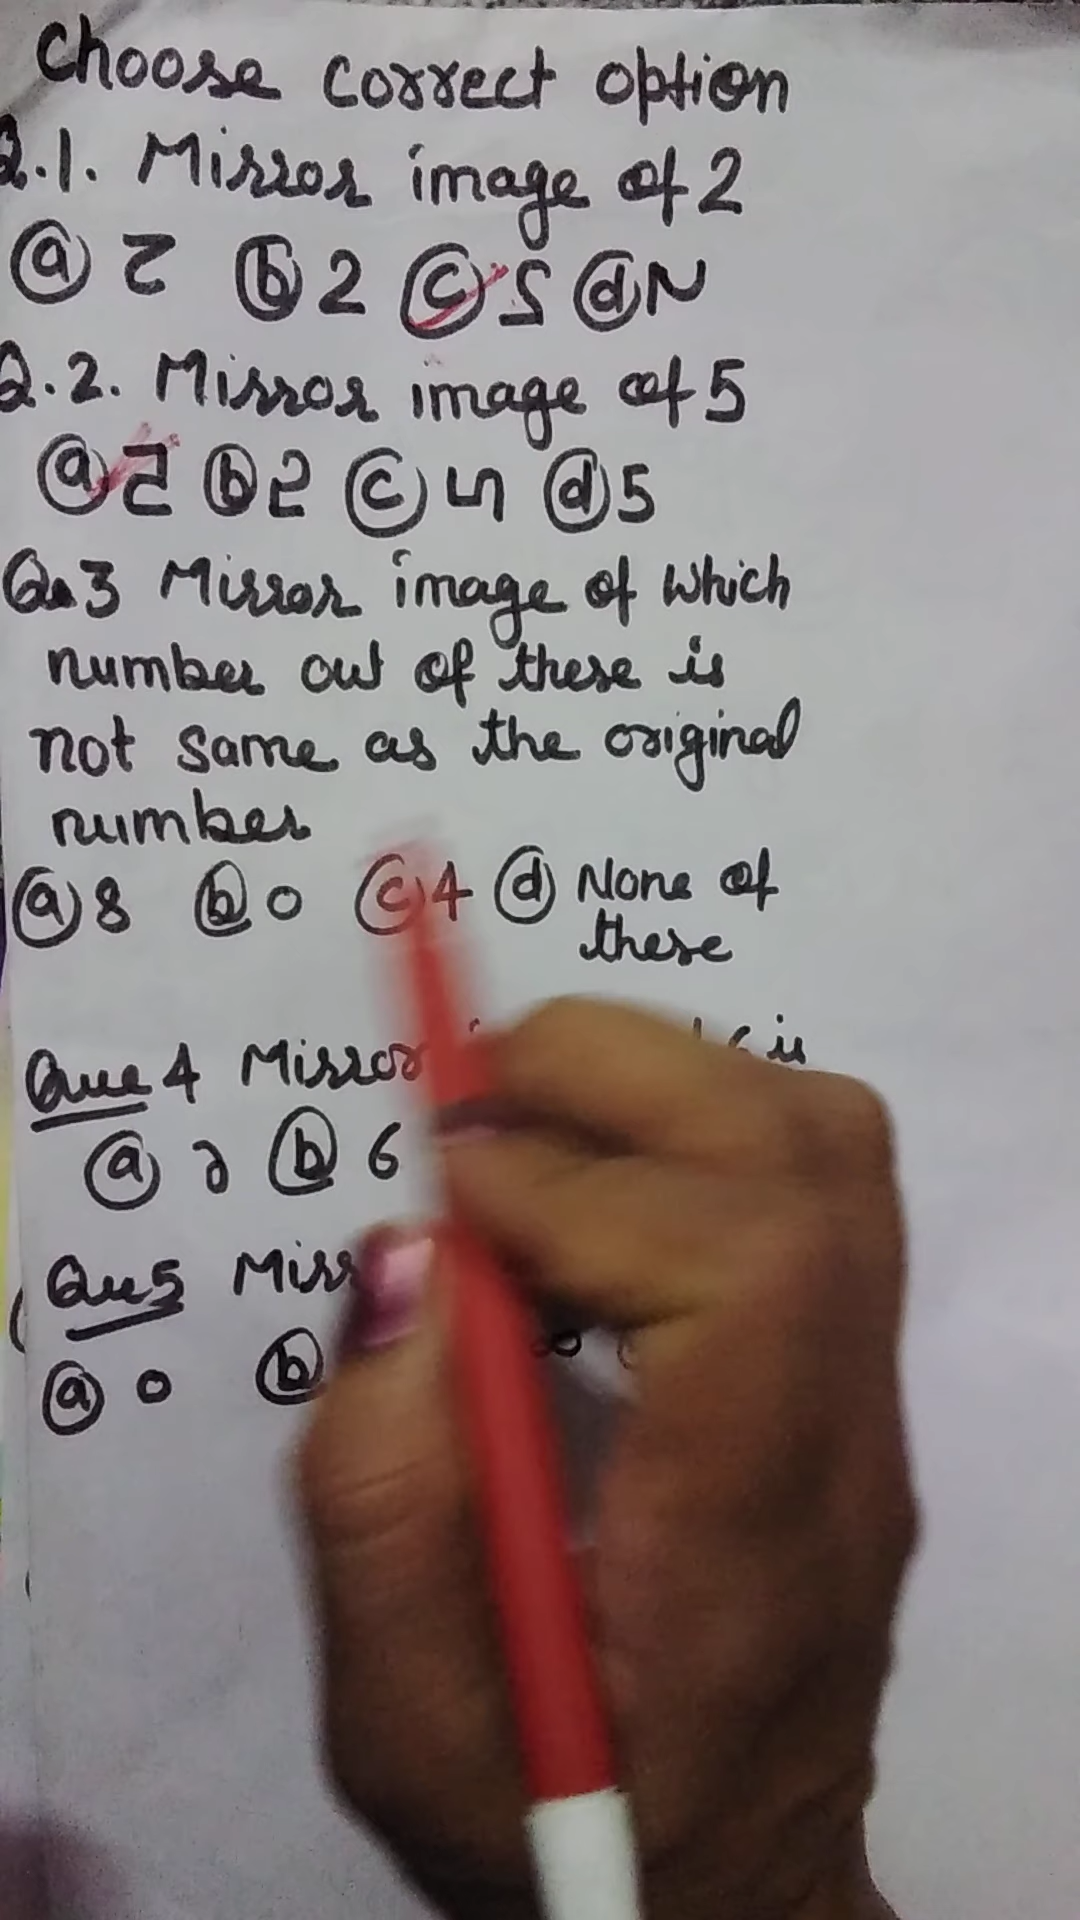 Choose correct option
Q.1. Mirror image of 2
(a) (b) 2 (c) (d) N
Q.2. Mirror image of 5
(a) (b) (c) (d) 5
Q.3 Mirror image of which
number out of these is
not same as the original
number
(a) 8 (b) 0 (c) 4 (d) None of
these
Que 4 Mirror is
(a) (b) 6
Qu 5
(a) 0 (b)